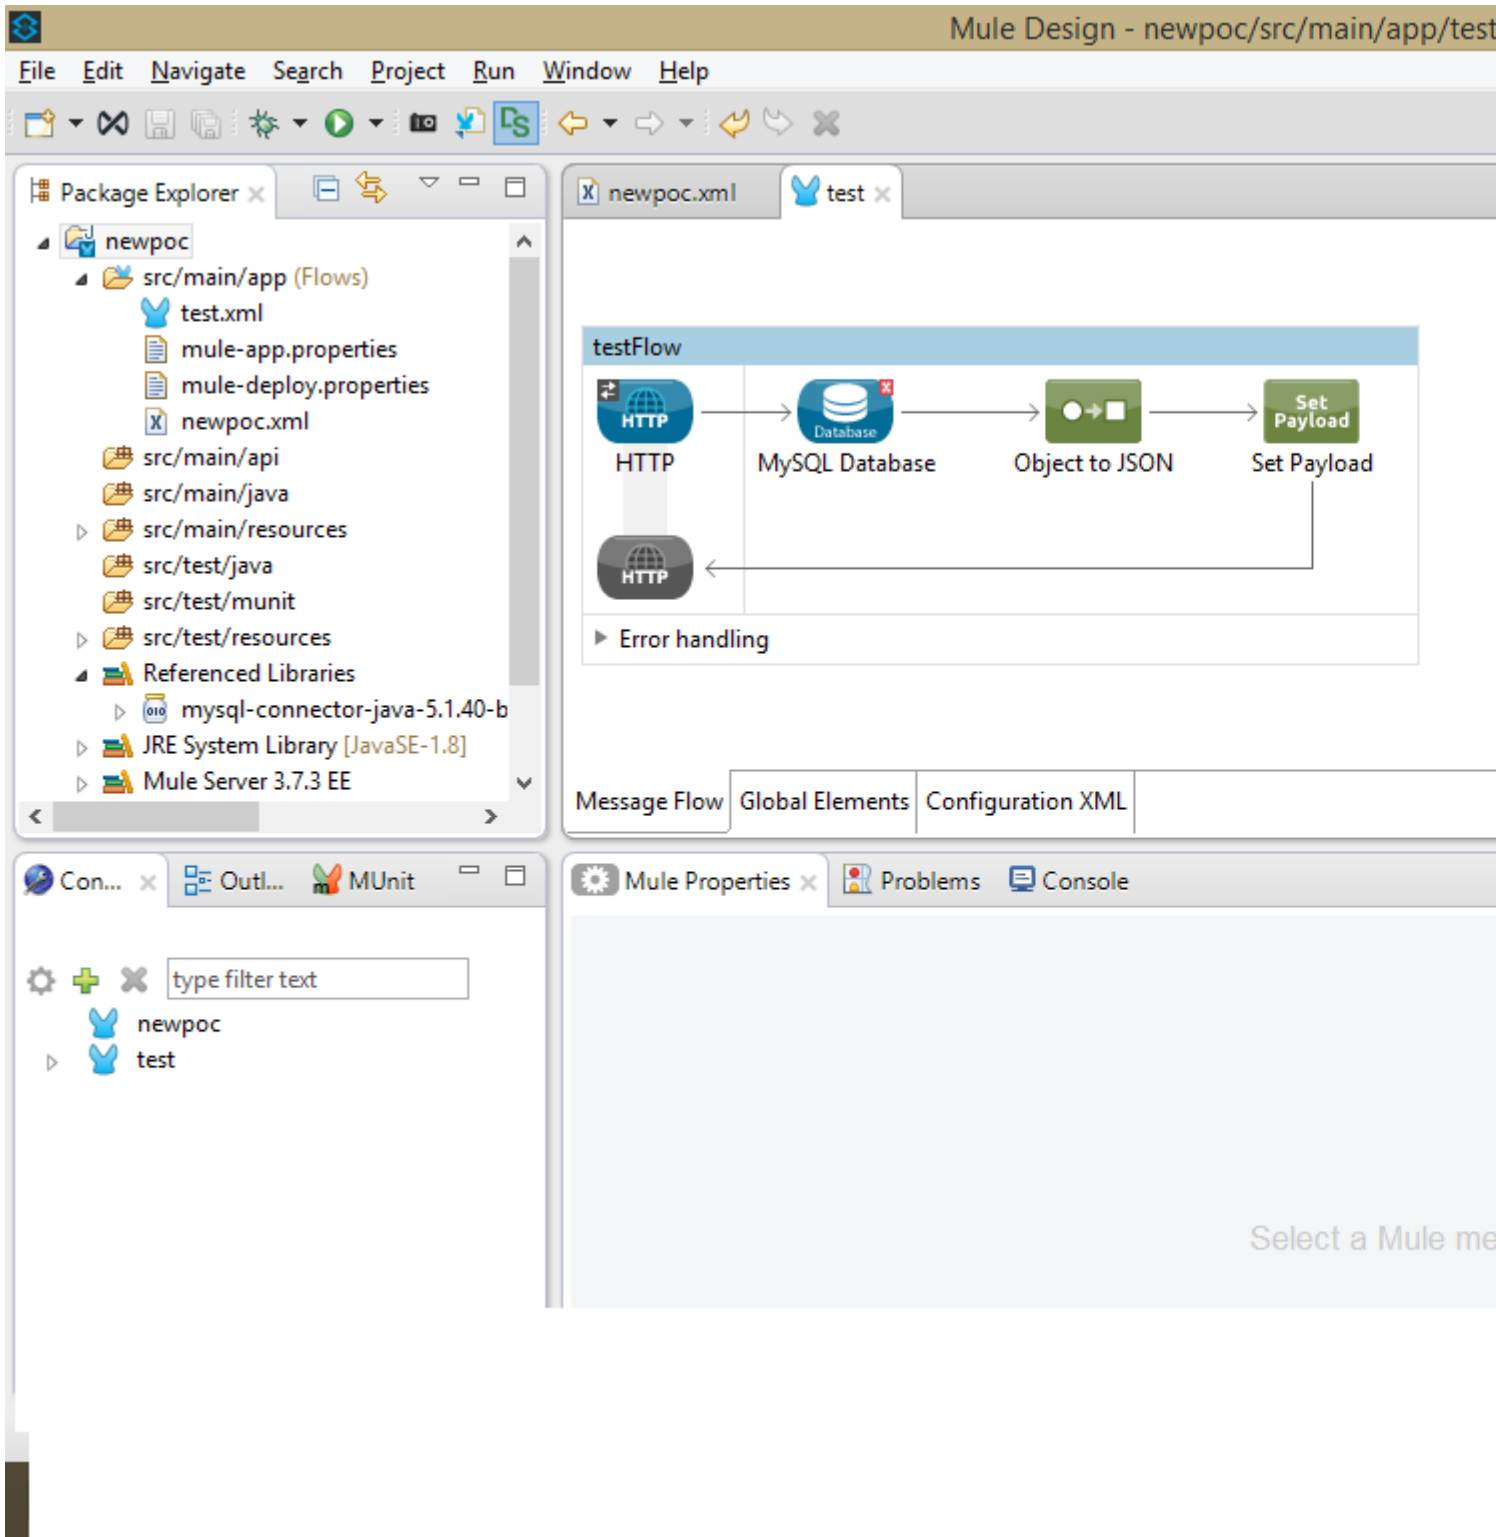 Mule Design - newpoc/src/main/app/test
File Edit Navigate Search Project Run Window Help
Package Explorer
newpoc
src/main/app (Flows)
test.xml
mule-app.properties
mule-deploy.properties
newpoc.xml
src/main/api
src/main/java
src/main/resources
src/test/java
src/test/munit
src/test/resources
Referenced Libraries
mysql-connector-java-5.1.40-b
JRE System Library [JavaSE-1.8]
Mule Server 3.7.3 EE
newpoc.xml test
testFlow
HTTP Database Set Payload
HTTP MySQL Database Object to JSON Set Payload
HTTP
Error handling
Message Flow Global Elements Configuration XML
Con... Outl... MUnit
type filter text
newpoc
test
Mule Properties Problems Console
Select a Mule me